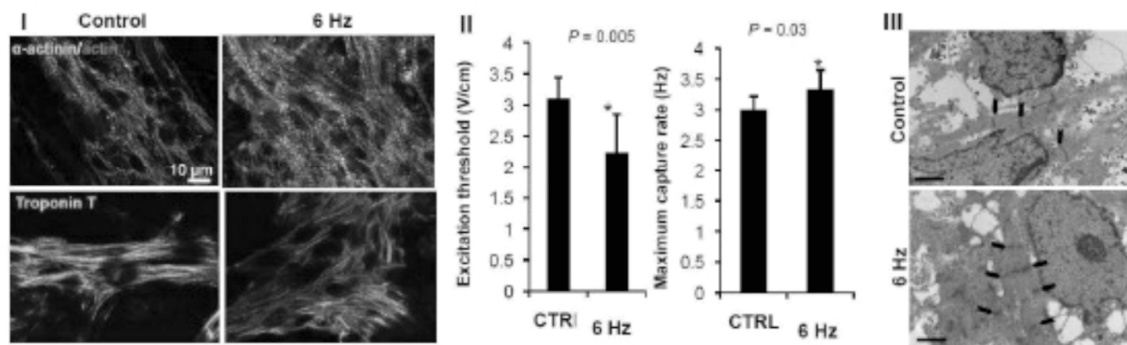 I
Control
6 Hz
α-actinin/actin
10 μm
Troponin T
II
P = 0.005
Excitation threshold (V/cm)
4
3.5
3
2.5
2
1.5
1
0.5
0
CTRl
6 Hz
P = 0.03
Maximum capture rate (Hz)
4
3.5
3
2.5
2
1.5
1
0.5
0
*
*
CTRL
6 Hz
III
Control
6 Hz